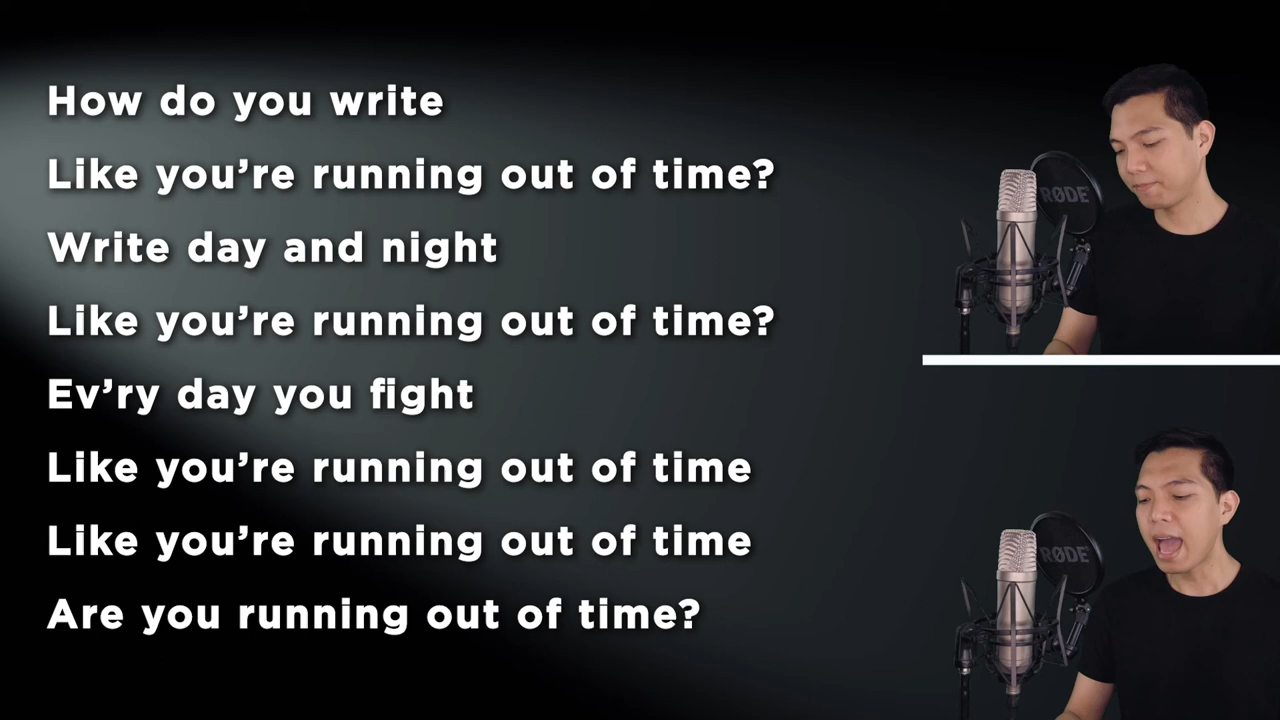 How do you write
Like you’re running out of time?
Write day and night
Like you’re running out of time?
Ev’ry day you fight
Like you’re running out of time
Like you’re running out of time
Are you running out of time?
RØDE
RØDE